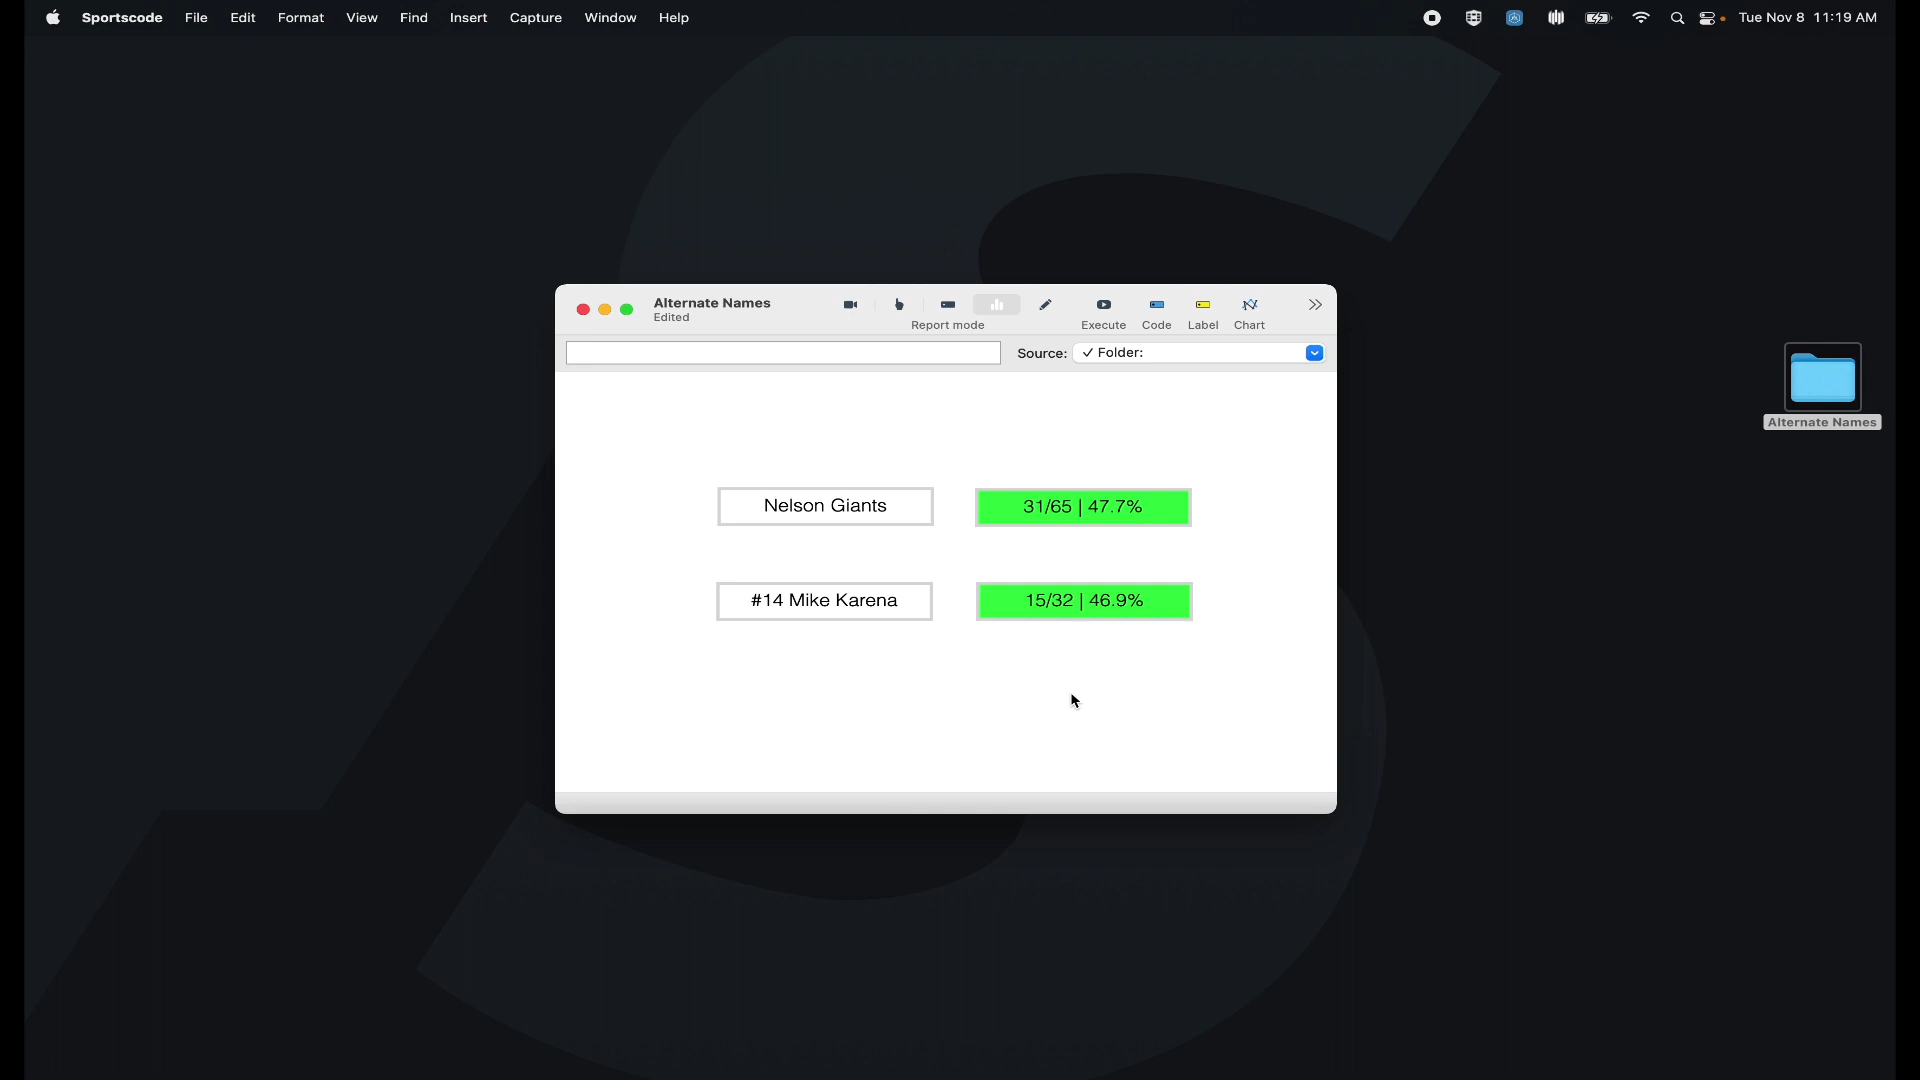 Sportscode File Edit Format View Find Insert Capture Window Help Tue Nov 8 11:19 AM
Alternate Names
Edited
Report mode Execute Code Label Chart
Source: ✓ Folder:
Alternate Names
Nelson Giants 31/65 | 47.7%
#14 Mike Karena 15/32 | 46.9%